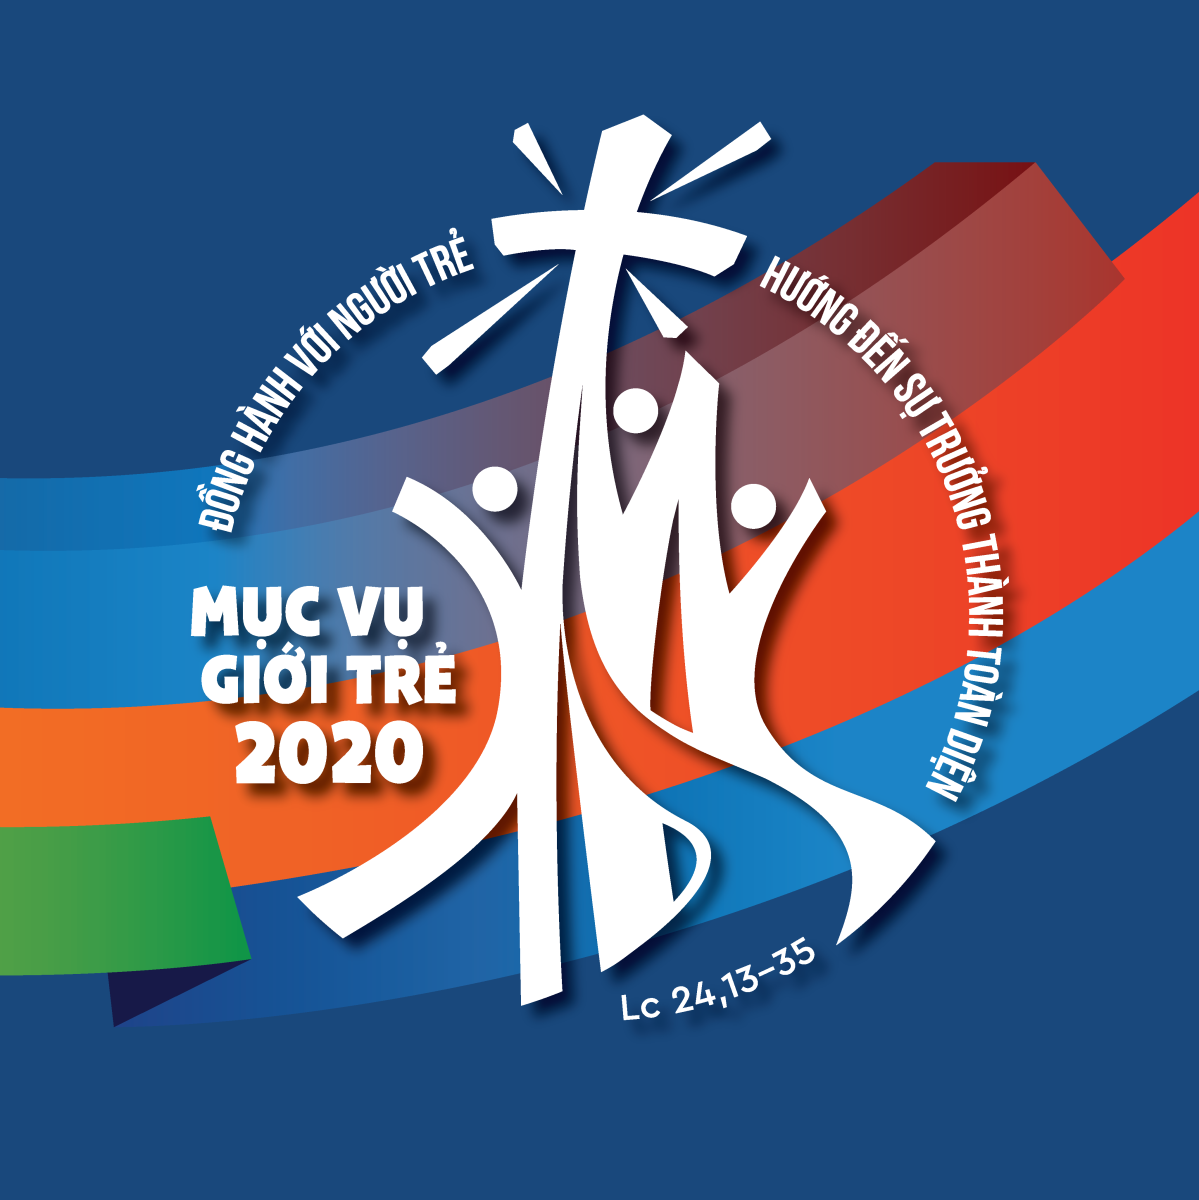 ĐỒNG HÀNH VỚI NGƯỜI TRẺ
HƯỚNG ĐẾN SỰ TRƯỞNG THÀNH TOÀN DIỆN
MỤC VỤ
GIỚI TRẺ
2020
Lc 24,13-35